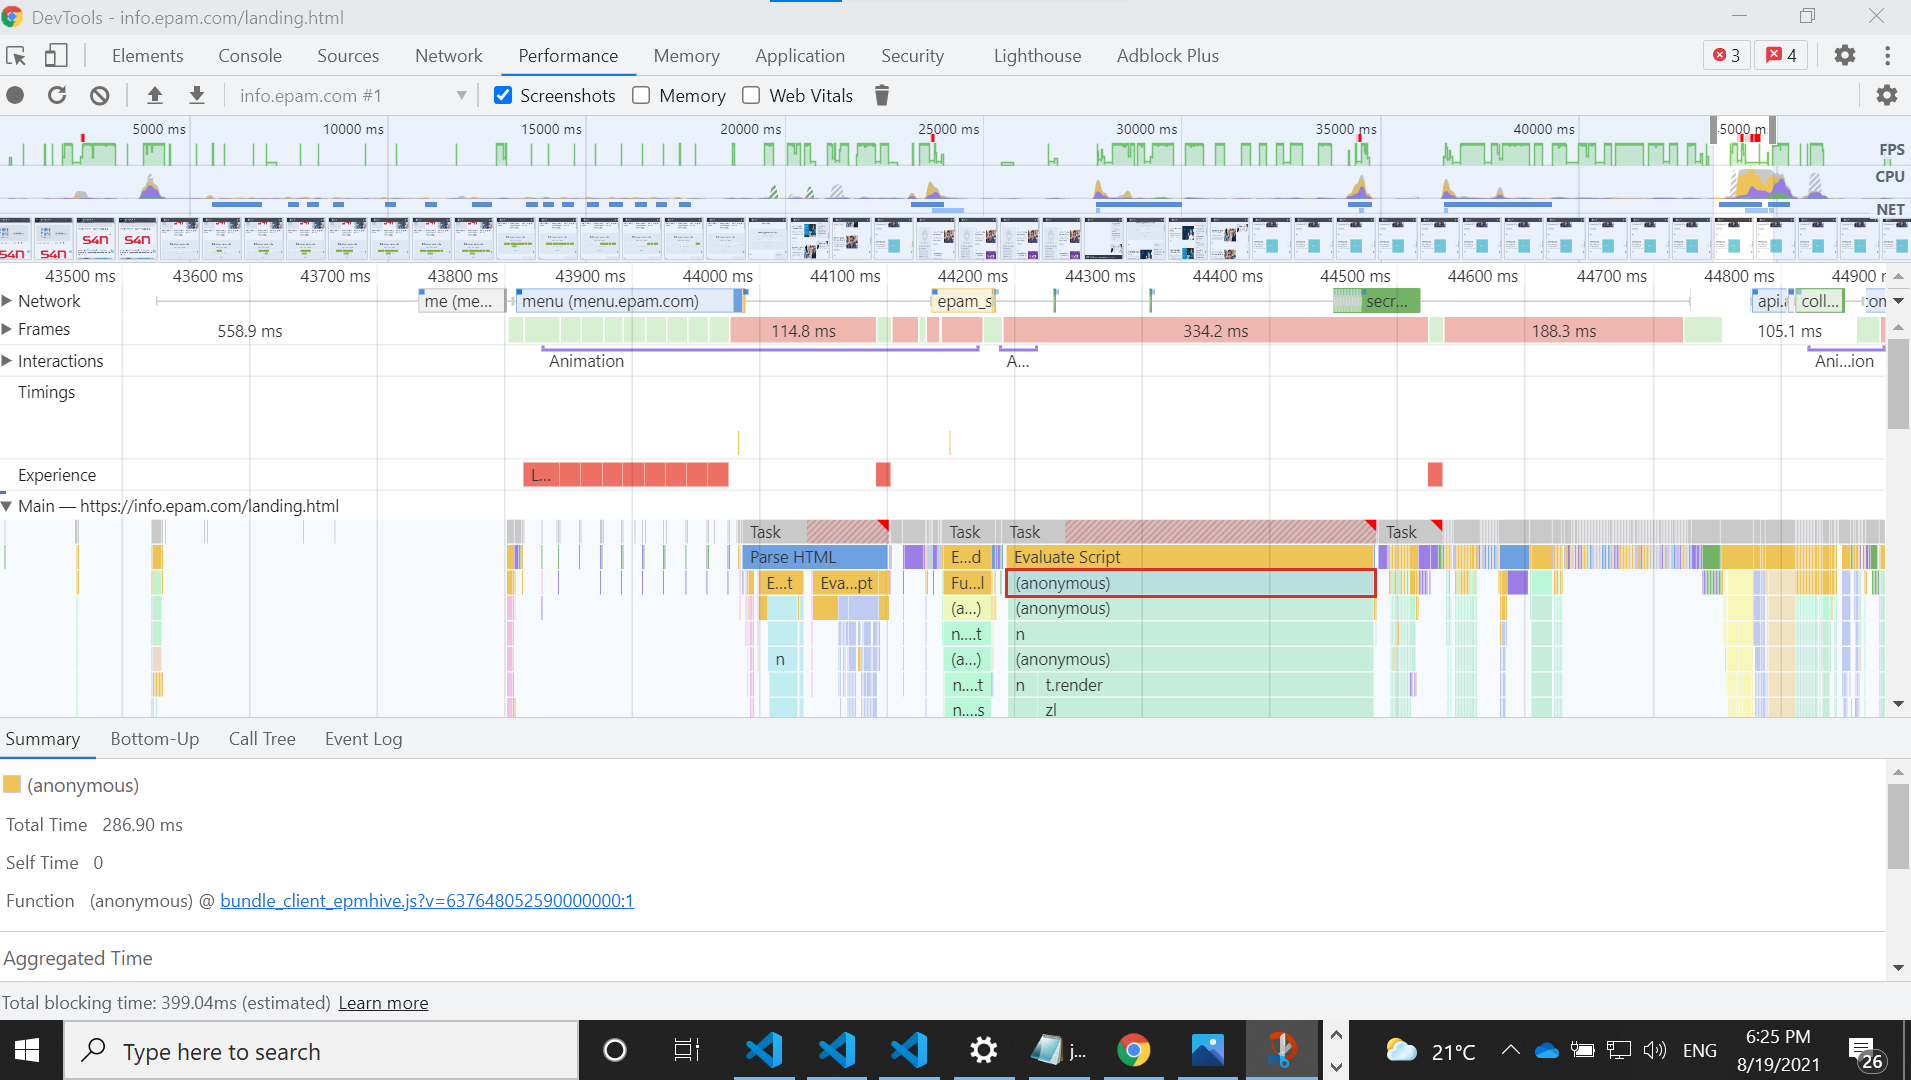 DevTools - info.epam.com/landing.html
Elements Console Sources Network Performance Memory Application Security Lighthouse Adblock Plus 3 4
info.epam.com #1 Screenshots Memory Web Vitals
5000 ms 10000 ms 15000 ms 20000 ms 25000 ms 30000 ms 35000 ms 40000 ms
FPS
CPU
NET
43500 ms 43600 ms 43700 ms 43800 ms 43900 ms 44000 ms 44100 ms 44200 ms 44300 ms 44400 ms 44500 ms 44600 ms 44700 ms 44800 ms 44900 r
Network me (me... menu (menu.epam.com) epam_s secr... api.a coll...
Frames 558.9 ms 114.8 ms 334.2 ms 188.3 ms 105.1 ms
Interactions Animation A... Ani...ion
Timings
Experience L...
Main — https://info.epam.com/landing.html
Task Task Task Task
Parse HTML E...d Evaluate Script
E...t Eva...pt Fu...l (anonymous)
(a...) (anonymous)
n....t n
n (a...) (anonymous)
n....t n t.render
n....s zl
Summary Bottom-Up Call Tree Event Log
(anonymous)
Total Time 286.90 ms
Self Time 0
Function (anonymous) @ bundle_client_epmhive.js?v=637648052590000000:1
Aggregated Time
Total blocking time: 399.04ms (estimated) Learn more
Type here to search j... 21°C ENG 6:25 PM
8/19/2021 26